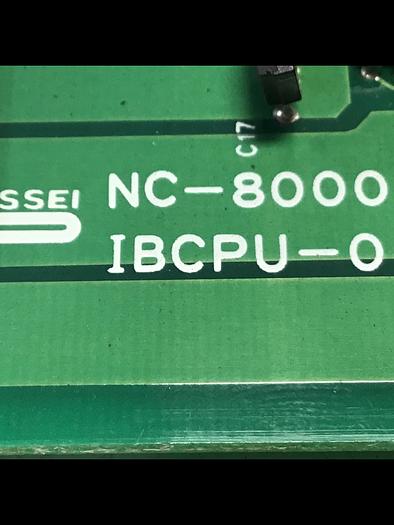 C17
SSEI NC-8000
IBCPU-0